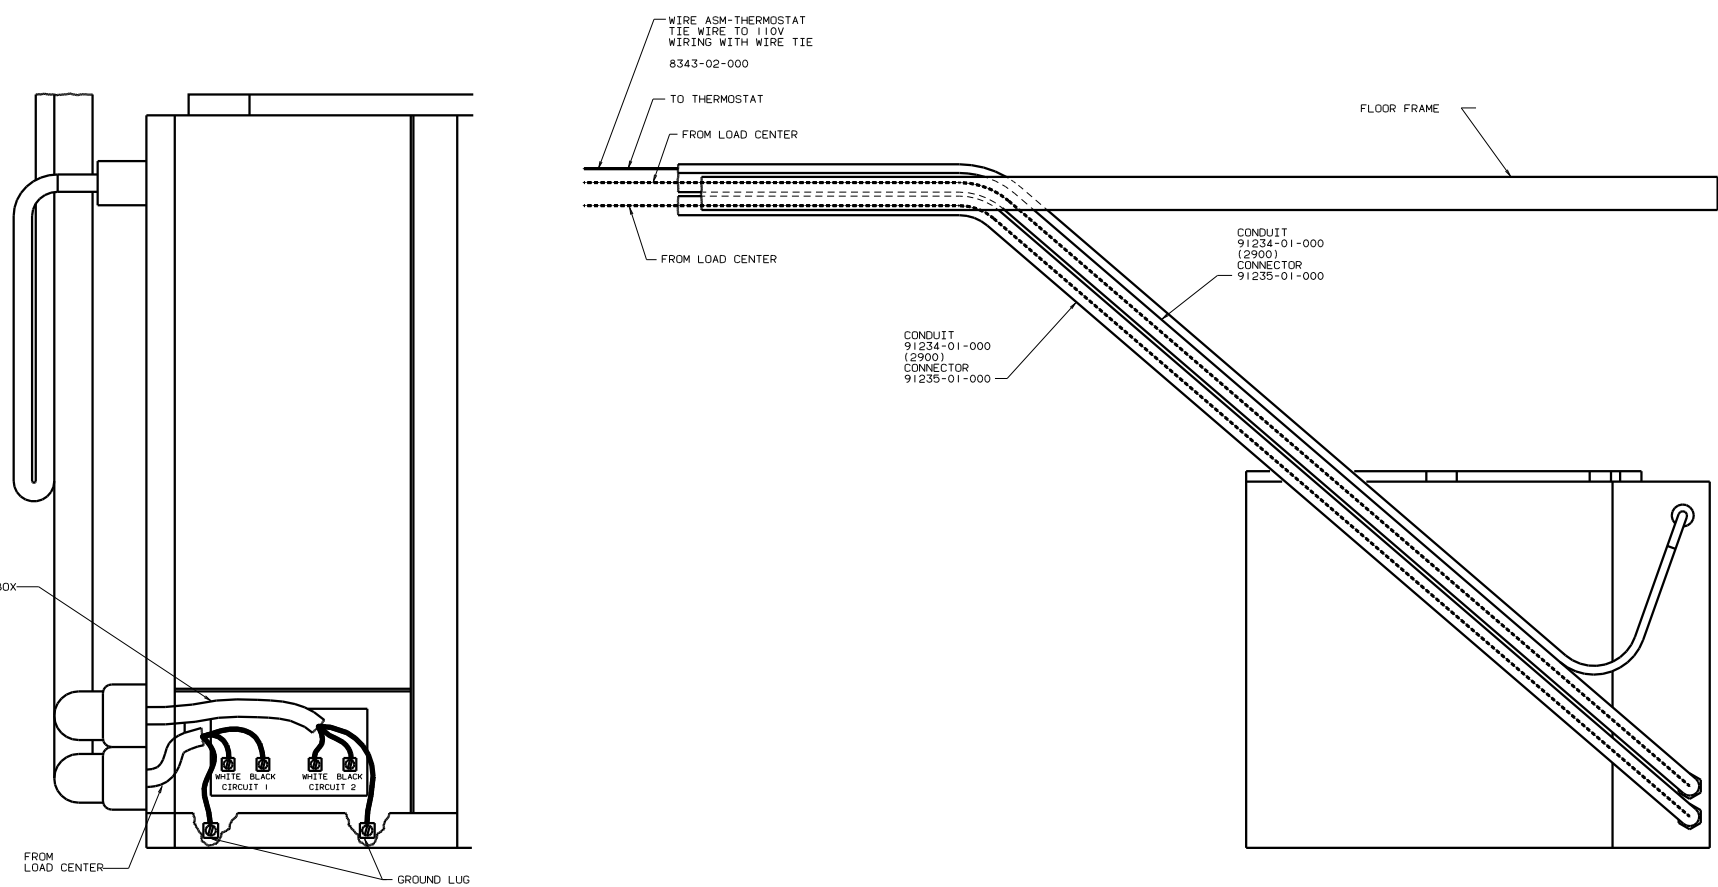 WIRE ASM-THERMOSTAT
TIE WIRE TO 110V
WIRING WITH WIRE TIE
8343-02-000
TO THERMOSTAT
FROM LOAD CENTER
FLOOR FRAME
FROM LOAD CENTER
CONDUIT
91234-01-000
(2900)
CONNECTOR
91235-01-000
CONDUIT
91234-01-000
(2900)
CONNECTOR
91235-01-000
WHITE BLACK
CIRCUIT 1
WHITE BLACK
CIRCUIT 2
FROM
LOAD CENTER
GROUND LUG